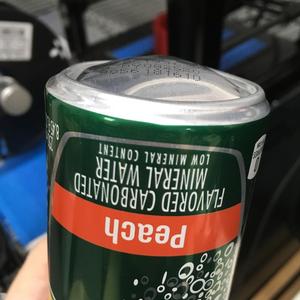 Peach
FLAVORED CARBONATED
MINERAL WATER
LOW MINERAL CONTENT